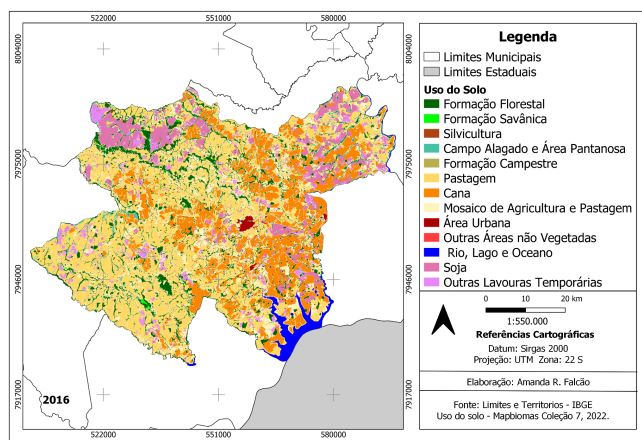 522000 551000 580000
8004000 8004000
7975000 7975000
7946000 7946000
7917000 7917000
2016
522000 551000 580000
Legenda
Limites Municipais
Limites Estaduais
Uso do Solo
Formação Florestal
Formação Savânica
Silvicultura
Campo Alagado e Área Pantanosa
Formação Campestre
Pastagem
Cana
Mosaico de Agricultura e Pastagem
Área Urbana
Outras Áreas não Vegetadas
Rio, Lago e Oceano
Soja
Outras Lavouras Temporárias
0 10 20 km
1:550.000
Referências Cartográficas
Datum: Sirgas 2000
Projeção: UTM Zona: 22 S
Elaboração: Amanda R. Falcão
Fonte: Limites e Territorios - IBGE
Uso do solo - Mapbiomas Coleção 7, 2022.